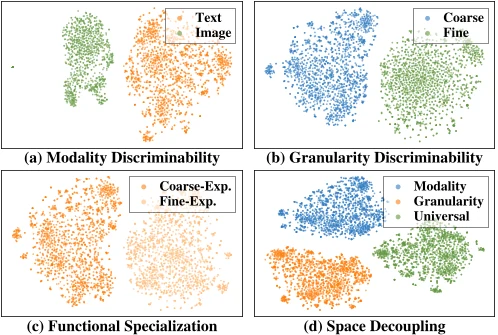 Text
Image
(a) Modality Discriminability
Coarse
Fine
(b) Granularity Discriminability
Coarse-Exp.
Fine-Exp.
(c) Functional Specialization
Modality
Granularity
Universal
(d) Space Decoupling